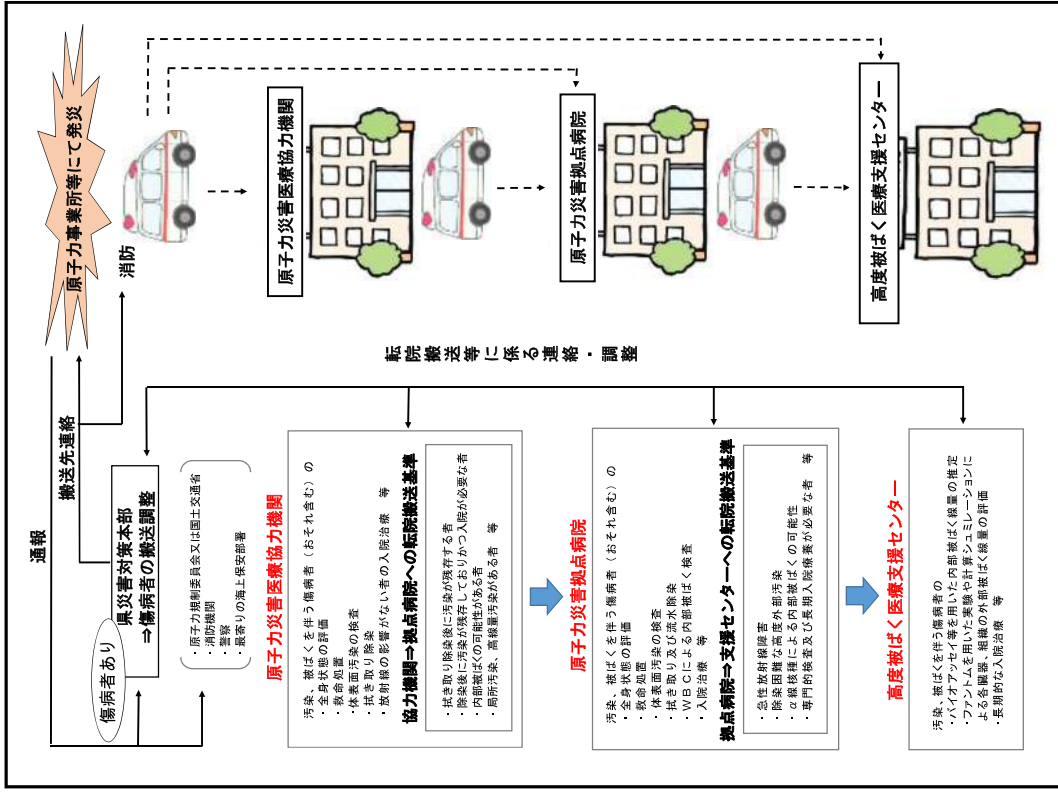 通報
搬送先連絡
原子力事業所等にて発災
消防
傷病者あり
県災害対策本部
⇒傷病者の搬送調整
・原子力規制委員会又は国土交通省
・消防機関
・警察
・最寄りの海上保安部署
転院搬送等に係る連絡・調整
原子力災害医療協力機関
汚染、被ばくを伴う傷病者（おそれ含む）の
・全身状態の評価
・救命処置
・体表面汚染の検査
・拭き取り除染
・放射線の影響がない者の入院治療　等
協力機関⇒拠点病院への転院搬送基準
・拭き取り除染後に汚染が残存する者
・除染後に汚染が残存しておりかつ入院が必要な者
・内部被ばくの可能性がある者
・局所汚染、高線量汚染がある者　等
原子力災害医療協力機関
原子力災害拠点病院
汚染、被ばくを伴う傷病者（おそれ含む）の
・全身状態の評価
・救命処置
・体表面汚染の検査
・拭き取り及び流水除染
・ＷＢＣによる内部被ばく検査
・入院治療　等
拠点病院⇒支援センターへの転院搬送基準
・急性放射線障害
・除染困難な高度外部汚染
・α線核種による内部被ばくの可能性
・専門的検査及び長期入院療養が必要な者　等
原子力災害拠点病院
高度被ばく医療支援センター
汚染、被ばくを伴う傷病者の
・バイオアッセイ等を用いた内部被ばく線量の推定
・ファントムを用いた実験や計算シュミレーションに
よる各臓器、組織の外部被ばく線量の評価
・長期的な入院治療　等
高度被ばく医療支援センター